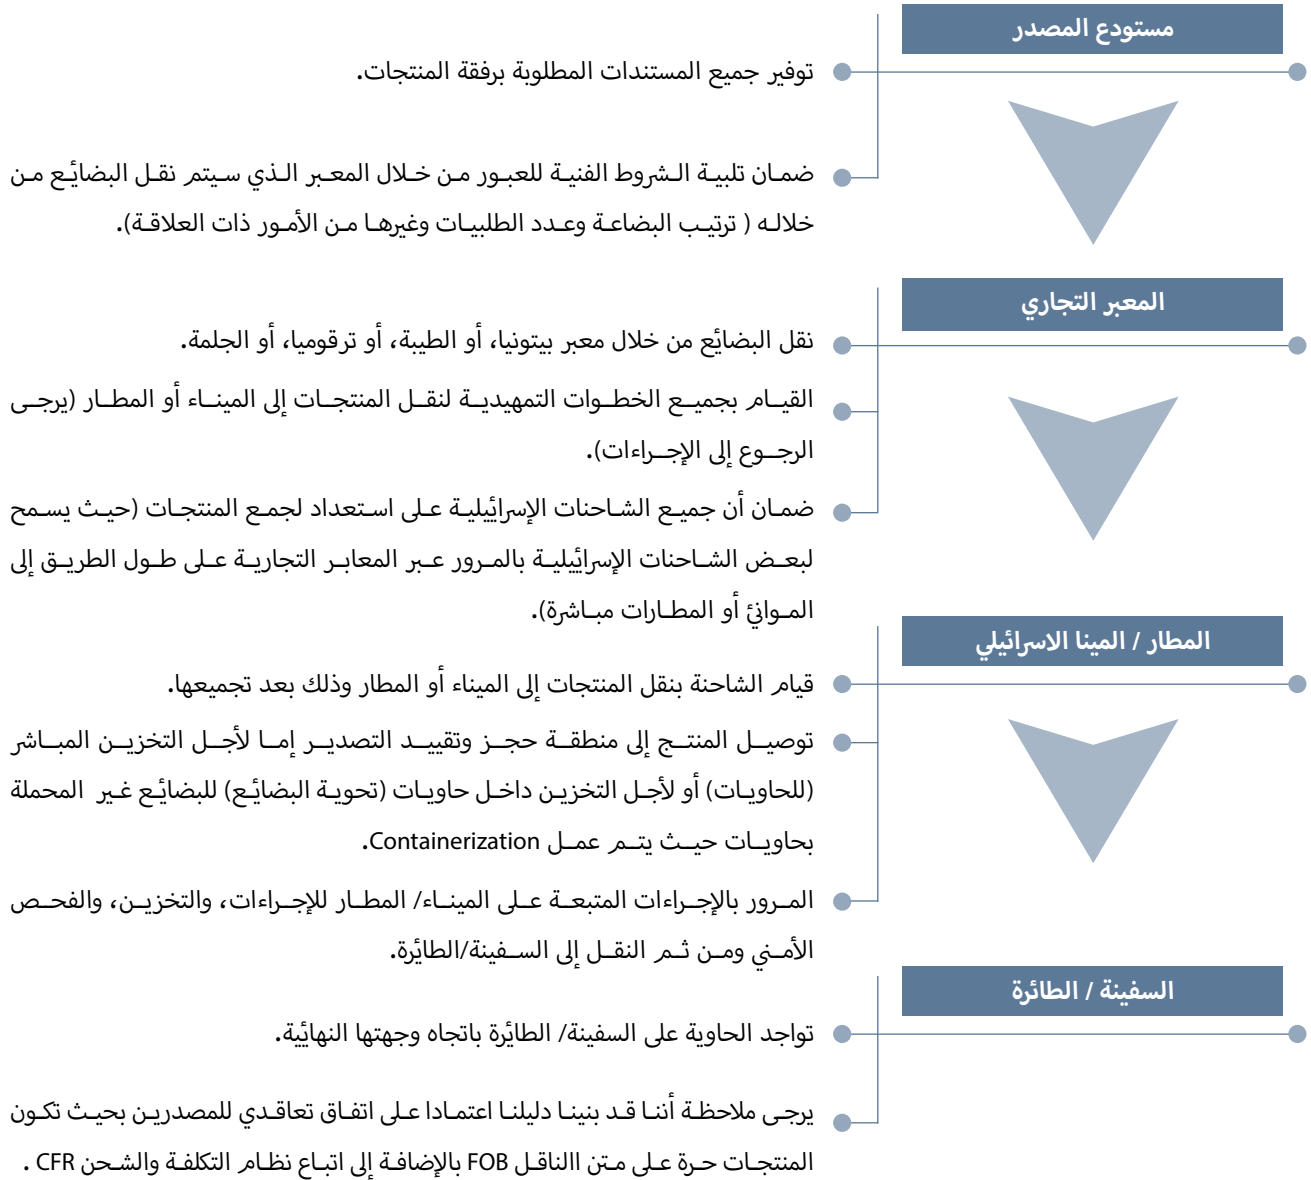 مستودع المصدر
توفير جميع المستندات المطلوبة برفقة المنتجات.
ضمان تلبية الشروط الفنية للعبور من خلال المعبر الذي سيتم نقل البضائع من
خلاله ( ترتيب البضاعة وعدد الطلبيات وغيرها من الأمور ذات العلاقة).
المعبر التجاري
نقل البضائع من خلال معبر بيتونيا، أو الطيبة، أو ترقوميا، أو الجلمة.
القيام بجميع الخطوات التمهيدية لنقل المنتجات إلى الميناء أو المطار (يرجى
الرجوع إلى الإجراءات).
ضمان أن جميع الشاحنات الإسرائيلية على استعداد لجمع المنتجات (حيث يسمح
لبعض الشاحنات الإسرائيلية بالمرور عبر المعابر التجارية على طول الطريق إلى
الموانئ أو المطارات مباشرة).
المطار / المينا الاسرائيلي
قيام الشاحنة بنقل المنتجات إلى الميناء أو المطار وذلك بعد تجميعها.
توصيل المنتج إلى منطقة حجز وتقييد التصدير إما لأجل التخزين المباشر
(للحاويات) أو لأجل التخزين داخل حاويات (تحوية البضائع) للبضائع غير المحملة
بحاويات حيث يتم عمل Containerization.
المرور بالإجراءات المتبعة على الميناء/ المطار للإجراءات، والتخزين، والفحص
الأمني ومن ثم النقل إلى السفينة/الطائرة.
السفينة / الطائرة
تواجد الحاوية على السفينة/ الطائرة باتجاه وجهتها النهائية.
يرجى ملاحظة أننا قد بنينا دليلنا اعتمادا على اتفاق تعاقدي للمصدرين بحيث تكون
المنتجات حرة على متن االناقل FOB بالإضافة إلى اتباع نظام التكلفة والشحن CFR .